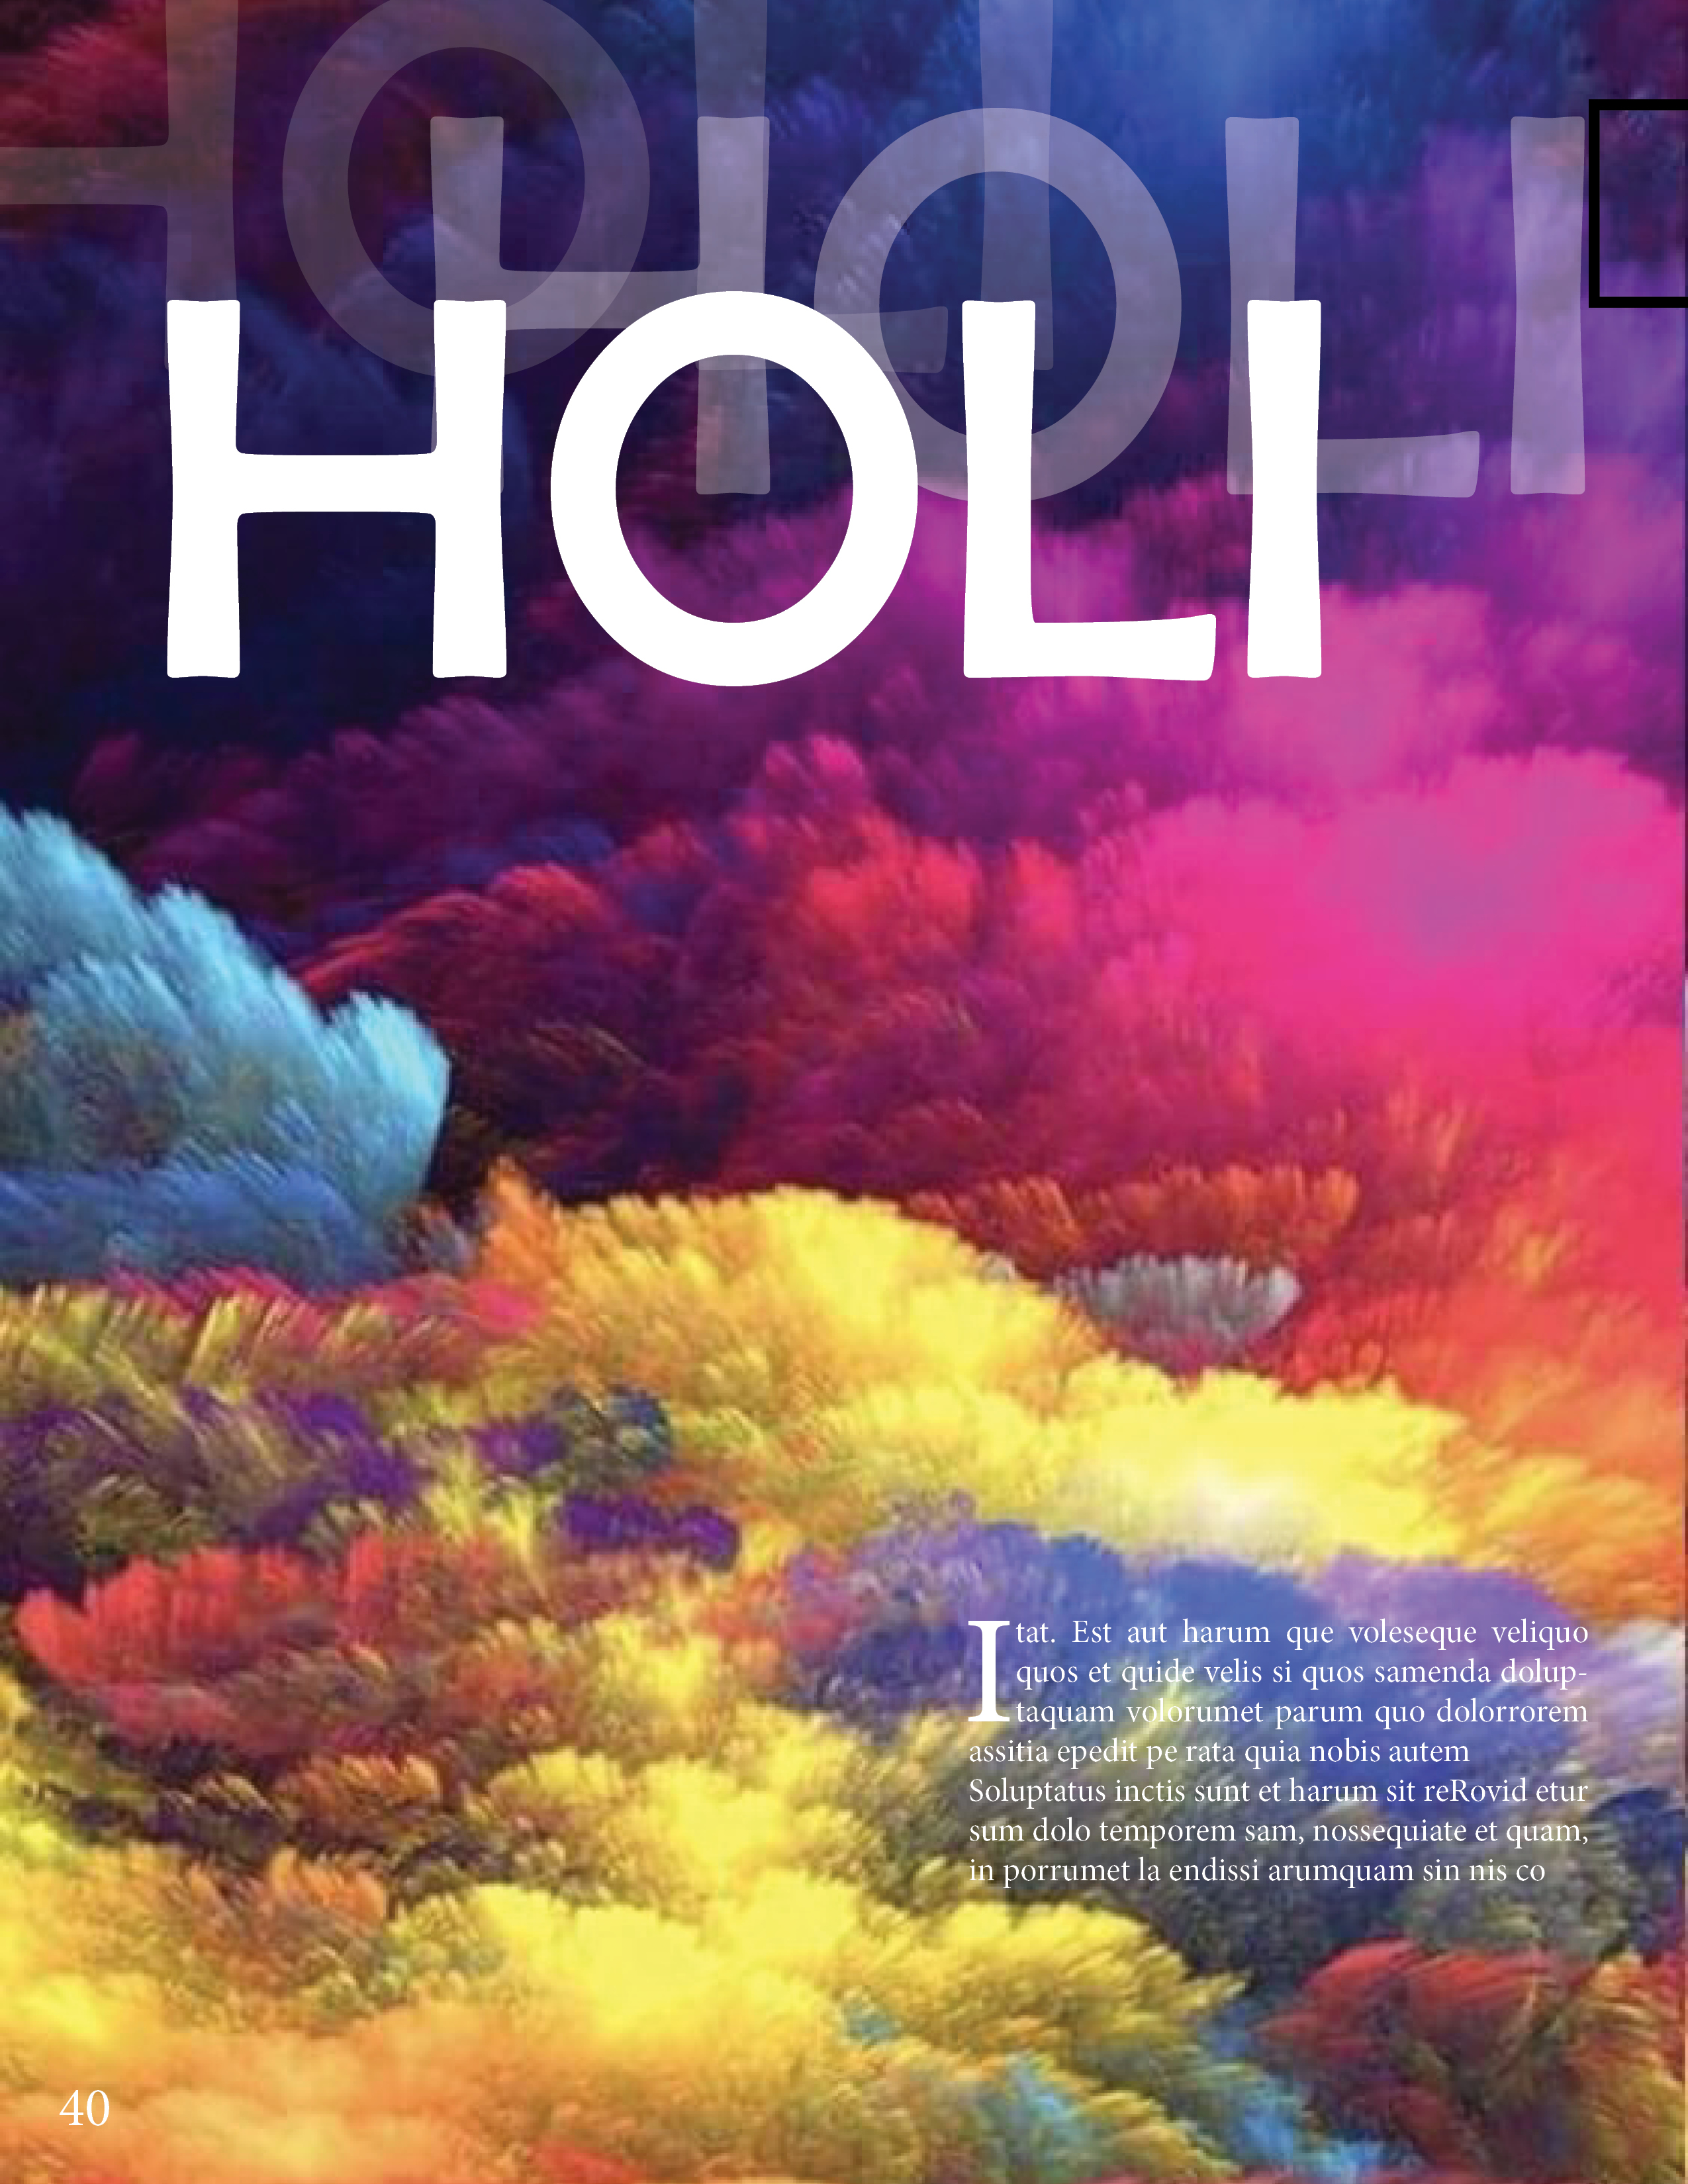 HOLI
HOLI
HOLI
Itat. Est aut harum que voleseque veliquo
quos et quide velis si quos samenda dolup-
taquam volorumet parum quo dolorrorem
assitia epedit pe rata quia nobis autem
Soluptatus inctis sunt et harum sit reRovid etur
sum dolo temporem sam, nossequiate et quam,
in porrumet la endissi arumquam sin nis co
40